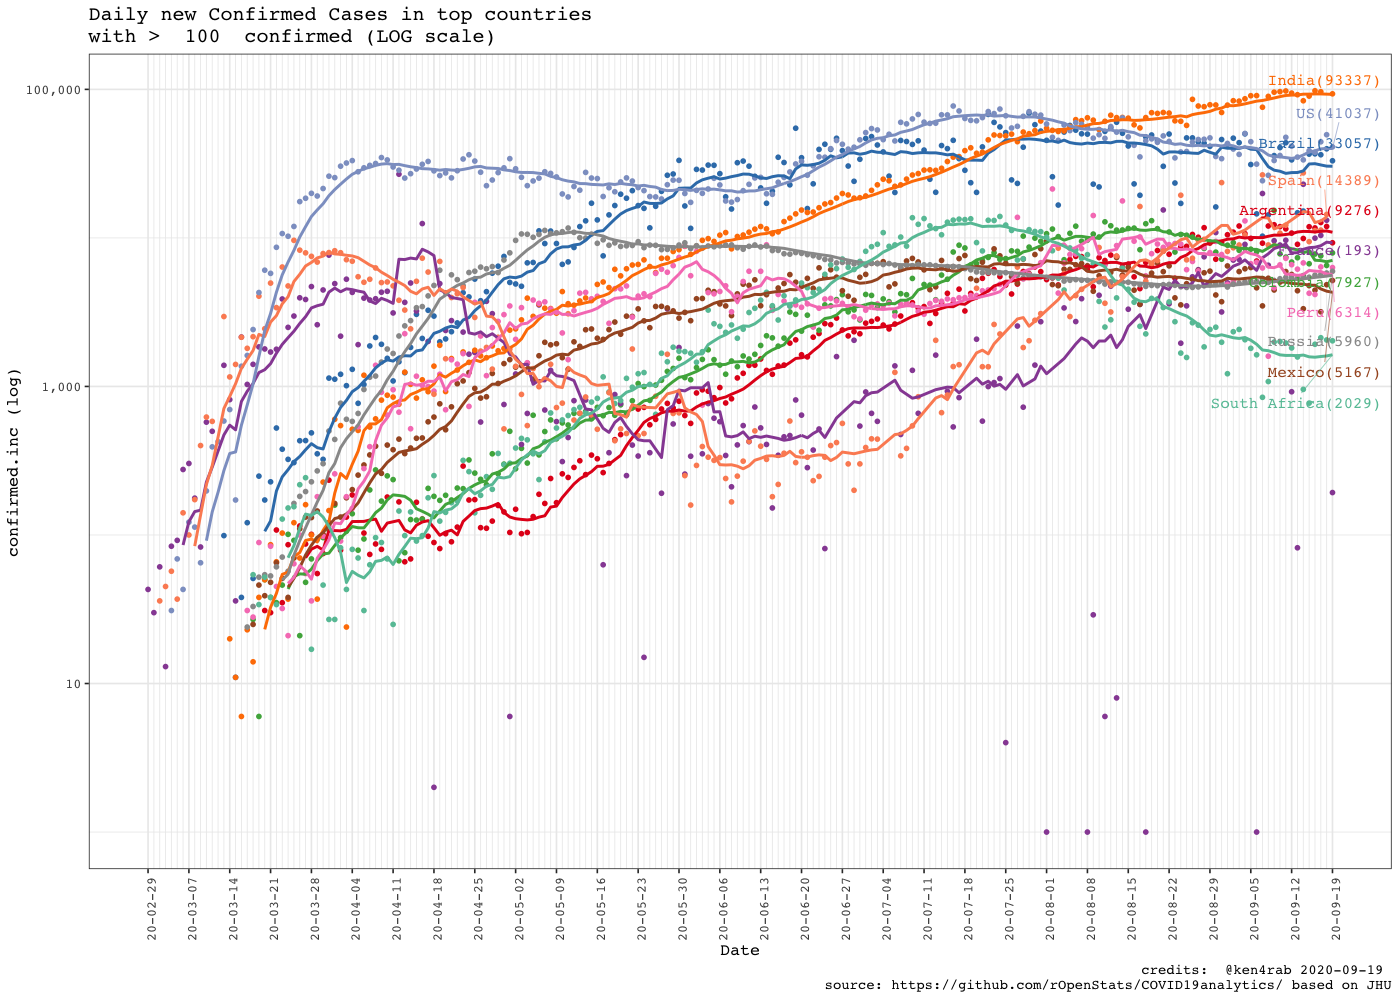 Daily new Confirmed Cases in top countries
with >  100  confirmed (LOG scale)
100,000
1,000
10
confirmed.inc (log)
India(93337)
US(41037)
Brazil(33057)
Spain(14389)
Argentina(9276)
(193)
7927)
Peru(6314)
Russia(5960)
Mexico(5167)
South Africa(2029)
20-02-29
20-03-07
20-03-14
20-03-21
20-03-28
20-04-04
20-04-11
20-04-18
20-04-25
20-05-02
20-05-09
20-05-16
20-05-23
20-05-30
20-06-06
20-06-13
20-06-20
20-06-27
20-07-04
20-07-11
20-07-18
20-07-25
20-08-01
20-08-08
20-08-15
20-08-22
20-08-29
20-09-05
20-09-12
20-09-19
Date
credits:  @ken4rab 2020-09-19
source: https://github.com/rOpenStats/COVID19analytics/ based on JHU